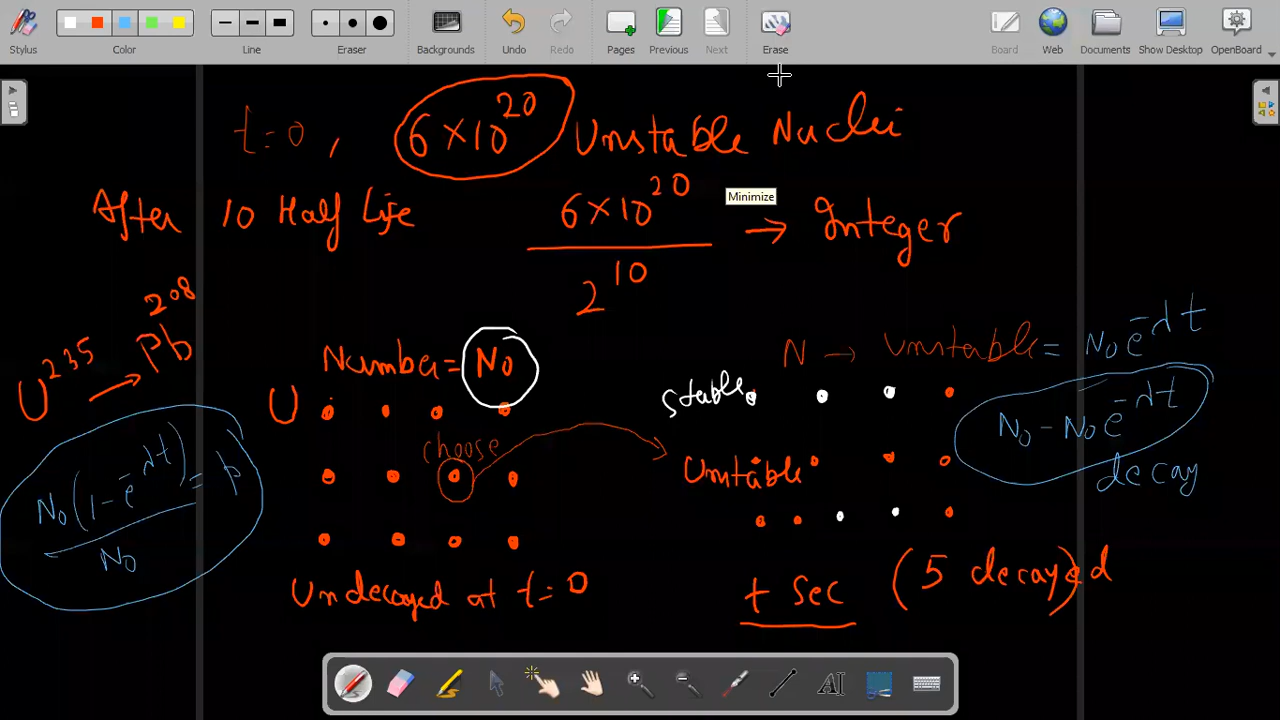 Stylus Color Line Eraser Backgrounds Undo Redo Pages Previous Next Erase Board Web Documents Show Desktop OpenBoard
t=0, 6×10^20 Unstable Nuclei
Minimize
After 10 Half Life 6×10^20 / 2^10 → Integer
U^235 → Pb^208
Number = N0
N → Unstable = N0 e^-λt
U
Stable
N0 - N0 e^-λt
decay
choose
Unstable
N0(1-e^-λt) / N0 = p
Undecayed at t=0
t Sec (5 decayed)